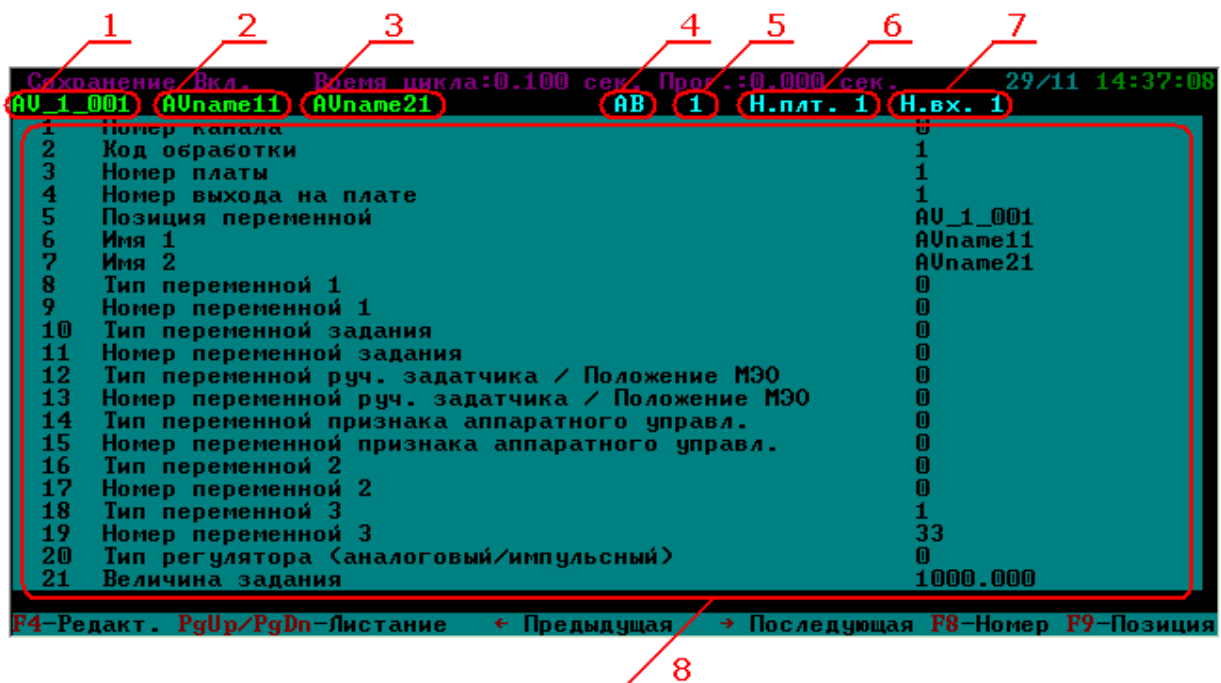 1 2 3 4 5 6 7
Сохранение Вкл. Время цикла:0.100 сек. Прог.:0.000 сек. 29/11 14:37:08
AV_1_001 AVname11 AVname21 АВ 1 Н.плт. 1 Н.вх. 1
1 Номер канала 0
2 Код обработки 1
3 Номер платы 1
4 Номер выхода на плате 1
5 Позиция переменной AV_1_001
6 Имя 1 AVname11
7 Имя 2 AVname21
8 Тип переменной 1 0
9 Номер переменной 1 0
10 Тип переменной задания 0
11 Номер переменной задания 0
12 Тип переменной руч. задатчика / Положение МЭО 0
13 Номер переменной руч. задатчика / Положение МЭО 0
14 Тип переменной признака аппаратного управл. 0
15 Номер переменной признака аппаратного управл. 0
16 Тип переменной 2 0
17 Номер переменной 2 0
18 Тип переменной 3 1
19 Номер переменной 3 33
20 Тип регулятора (аналоговый/импульсный) 0
21 Величина задания 1000.000
F4-Редакт. PgUp/PgDn-Листание ← Предыдущая → Последующая F8-Номер F9-Позиция
8